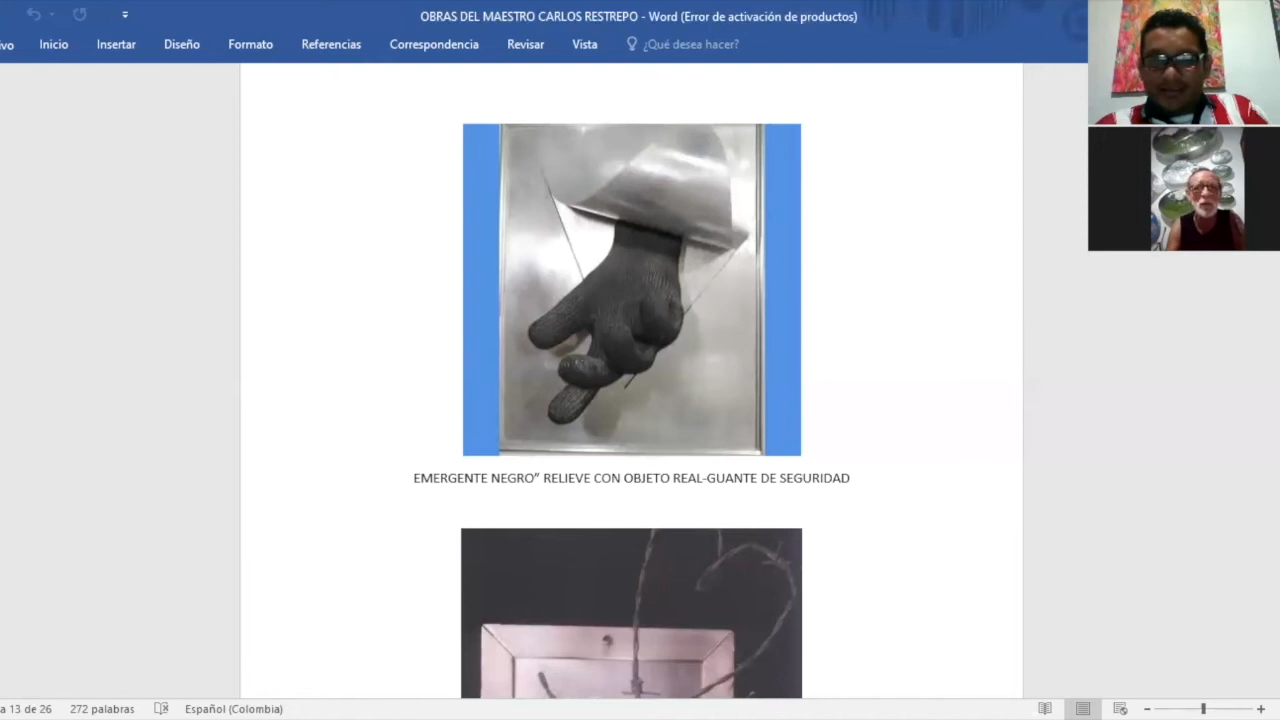 OBRAS DEL MAESTRO CARLOS RESTREPO - Word (Error de activación de productos)
vo Inicio Insertar Diseño Formato Referencias Correspondencia Revisar Vista ¿Qué desea hacer?
EMERGENTE NEGRO” RELIEVE CON OBJETO REAL-GUANTE DE SEGURIDAD
a 13 de 26 272 palabras Español (Colombia)